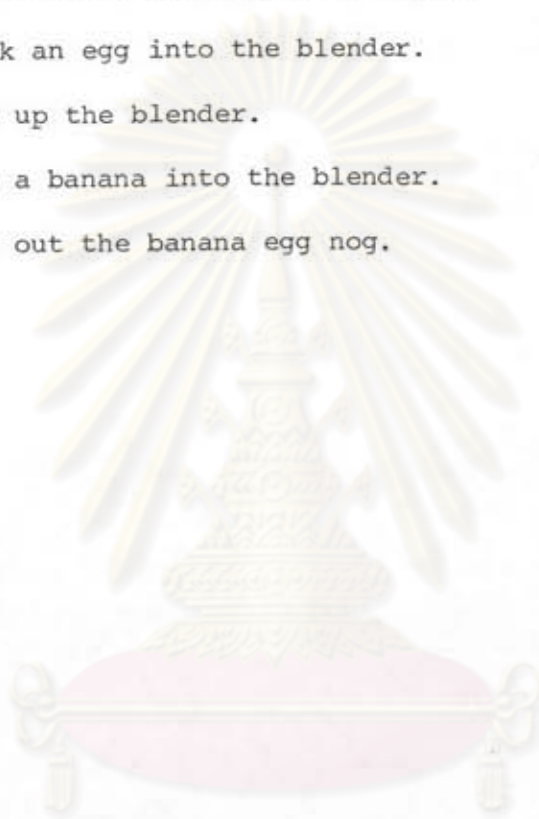 k an egg into the blender.
up the blender.
a banana into the blender.
out the banana egg nog.